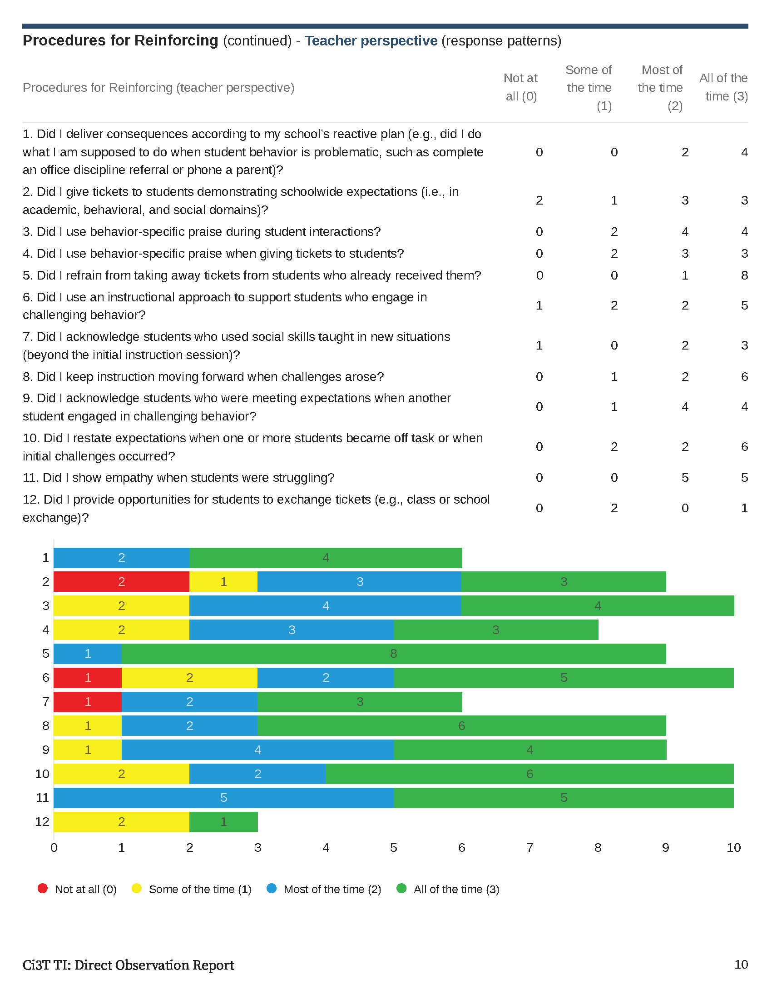 Procedures for Reinforcing (continued) - Teacher perspective (response patterns)
Procedures for Reinforcing (teacher perspective)
Not at
all (0)
Some of
the time
(1)
Most of
the time
(2)
All of the
time (3)
1. Did I deliver consequences according to my school’s reactive plan (e.g., did I do
what I am supposed to do when student behavior is problematic, such as complete
an office discipline referral or phone a parent)?
0 0 2 4
2. Did I give tickets to students demonstrating schoolwide expectations (i.e., in
academic, behavioral, and social domains)?
2 1 3 3
3. Did I use behavior-specific praise during student interactions? 0 2 4 4
4. Did I use behavior-specific praise when giving tickets to students? 0 2 3 3
5. Did I refrain from taking away tickets from students who already received them? 0 0 1 8
6. Did I use an instructional approach to support students who engage in
challenging behavior?
1 2 2 5
7. Did I acknowledge students who used social skills taught in new situations
(beyond the initial instruction session)?
1 0 2 3
8. Did I keep instruction moving forward when challenges arose? 0 1 2 6
9. Did I acknowledge students who were meeting expectations when another
student engaged in challenging behavior?
0 1 4 4
10. Did I restate expectations when one or more students became off task or when
initial challenges occurred?
0 2 2 6
11. Did I show empathy when students were struggling? 0 0 5 5
12. Did I provide opportunities for students to exchange tickets (e.g., class or school
exchange)?
0 2 0 1
1 2 4
2 2 1 3 3
3 2 4 4
4 2 3 3
5 1 8
6 1 2 2 5
7 1 2 3
8 1 2 6
9 1 4 4
10 2 2 6
11 5 5
12 2 1
0 1 2 3 4 5 6 7 8 9 10
Not at all (0) Some of the time (1) Most of the time (2) All of the time (3)
Ci3T TI: Direct Observation Report 10